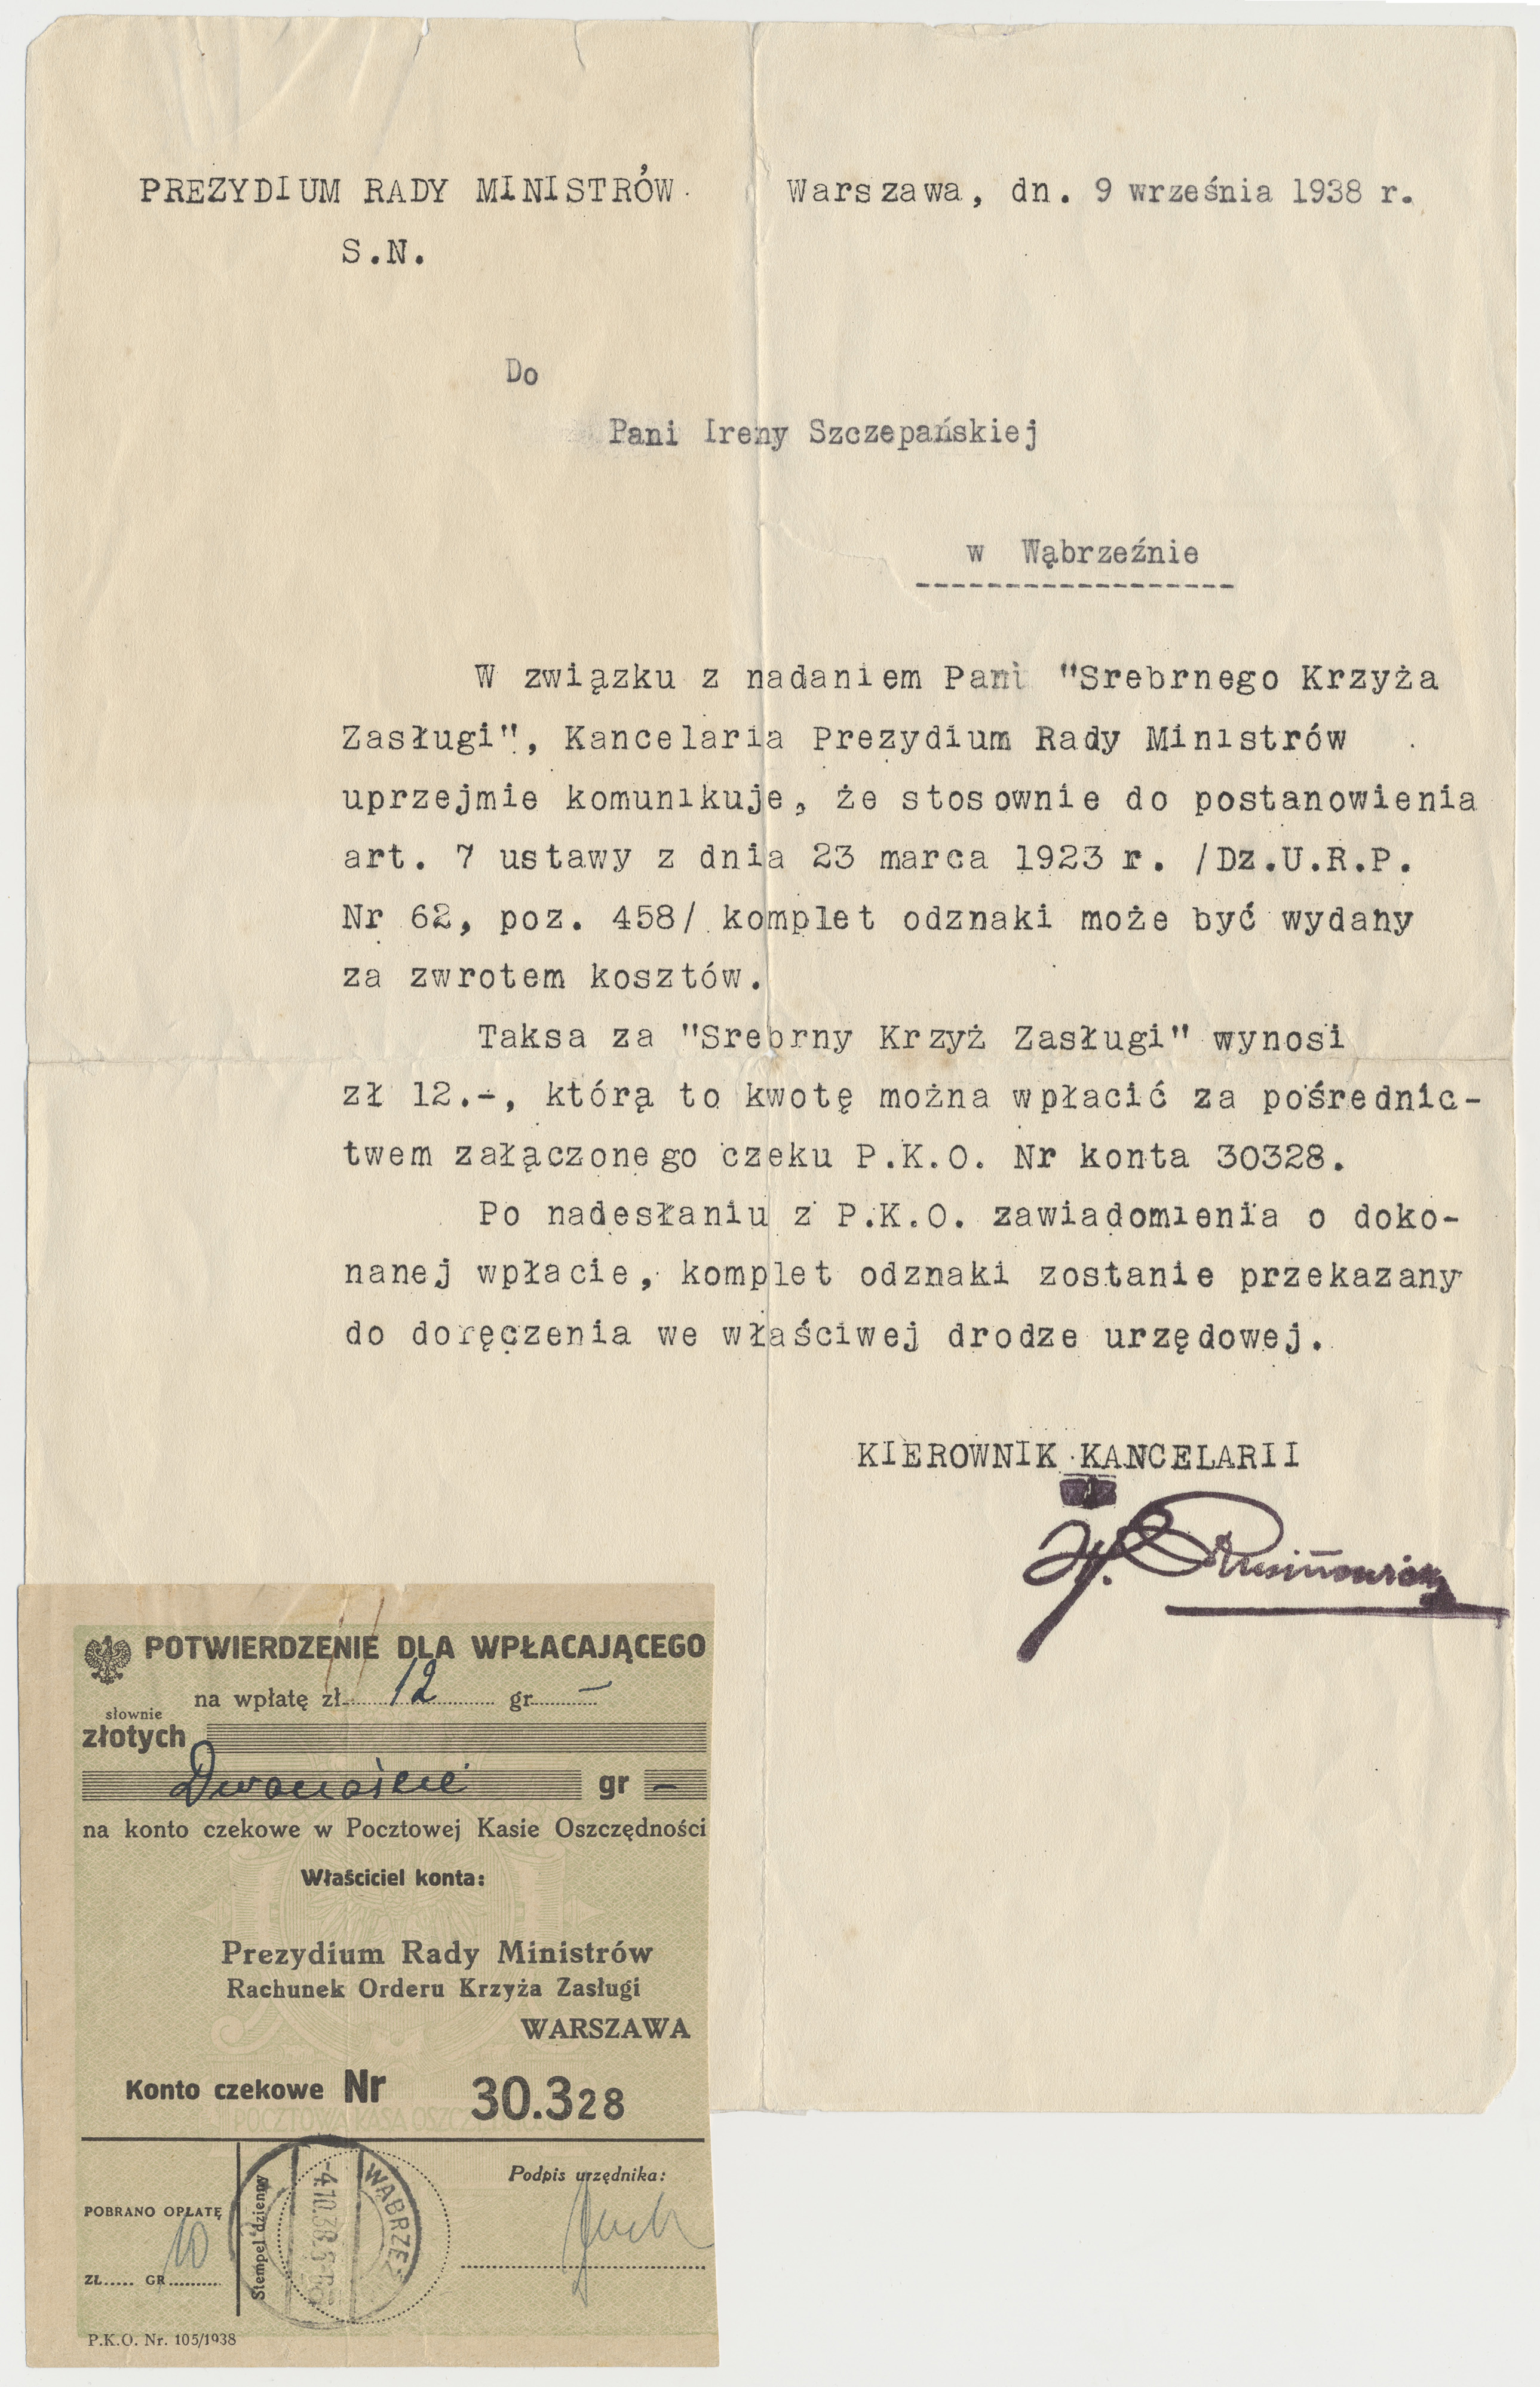 PREZYDIUM RADY MINISTRÓW
Warszawa, dn. 9 września 1938 r.
S.N.
Do
Pani Ireny Szczepańskiej
w Wąbrzeźnie
W związku z nadaniem Pani "Srebrnego Krzyża
Zasługi", Kancelaria Prezydium Rady Ministrów
uprzejmie komunikuje, że stosownie do postanowienia
art. 7 ustawy z dnia 23 marca 1923 r. /Dz.U.R.P.
Nr 62, poz. 458/ komplet odznaki może być wydany
za zwrotem kosztów.
Taksa za "Srebrny Krzyż Zasługi" wynosi
zł 12.-, którą to kwotę można wpłacić za pośrednic-
twem załączonego czeku P.K.O. Nr konta 30328.
Po nadesłaniu z P.K.O. zawiadomienia o doko-
nanej wpłacie, komplet odznaki zostanie przekazany
do doręczenia we właściwej drodze urzędowej.
KIEROWNIK KANCELARII
POTWIERDZENIE DLA WPŁACAJĄCEGO
na wpłatę zł 12 gr –
słownie
złotych
Dwanaście gr –
na konto czekowe w Pocztowej Kasie Oszczędności
Właściciel konta:
Prezydium Rady Ministrów
Rachunek Orderu Krzyża Zasługi
WARSZAWA
Konto czekowe Nr 30.328
POCZTOWA KASA OSZCZĘDNOŚCI
Podpis urzędnika:
POBRANO OPŁATĘ
10
ZŁ..... GR..........
Stempel dzienny
WĄBRZE
-4.10.38
P.K.O. Nr. 105/1938